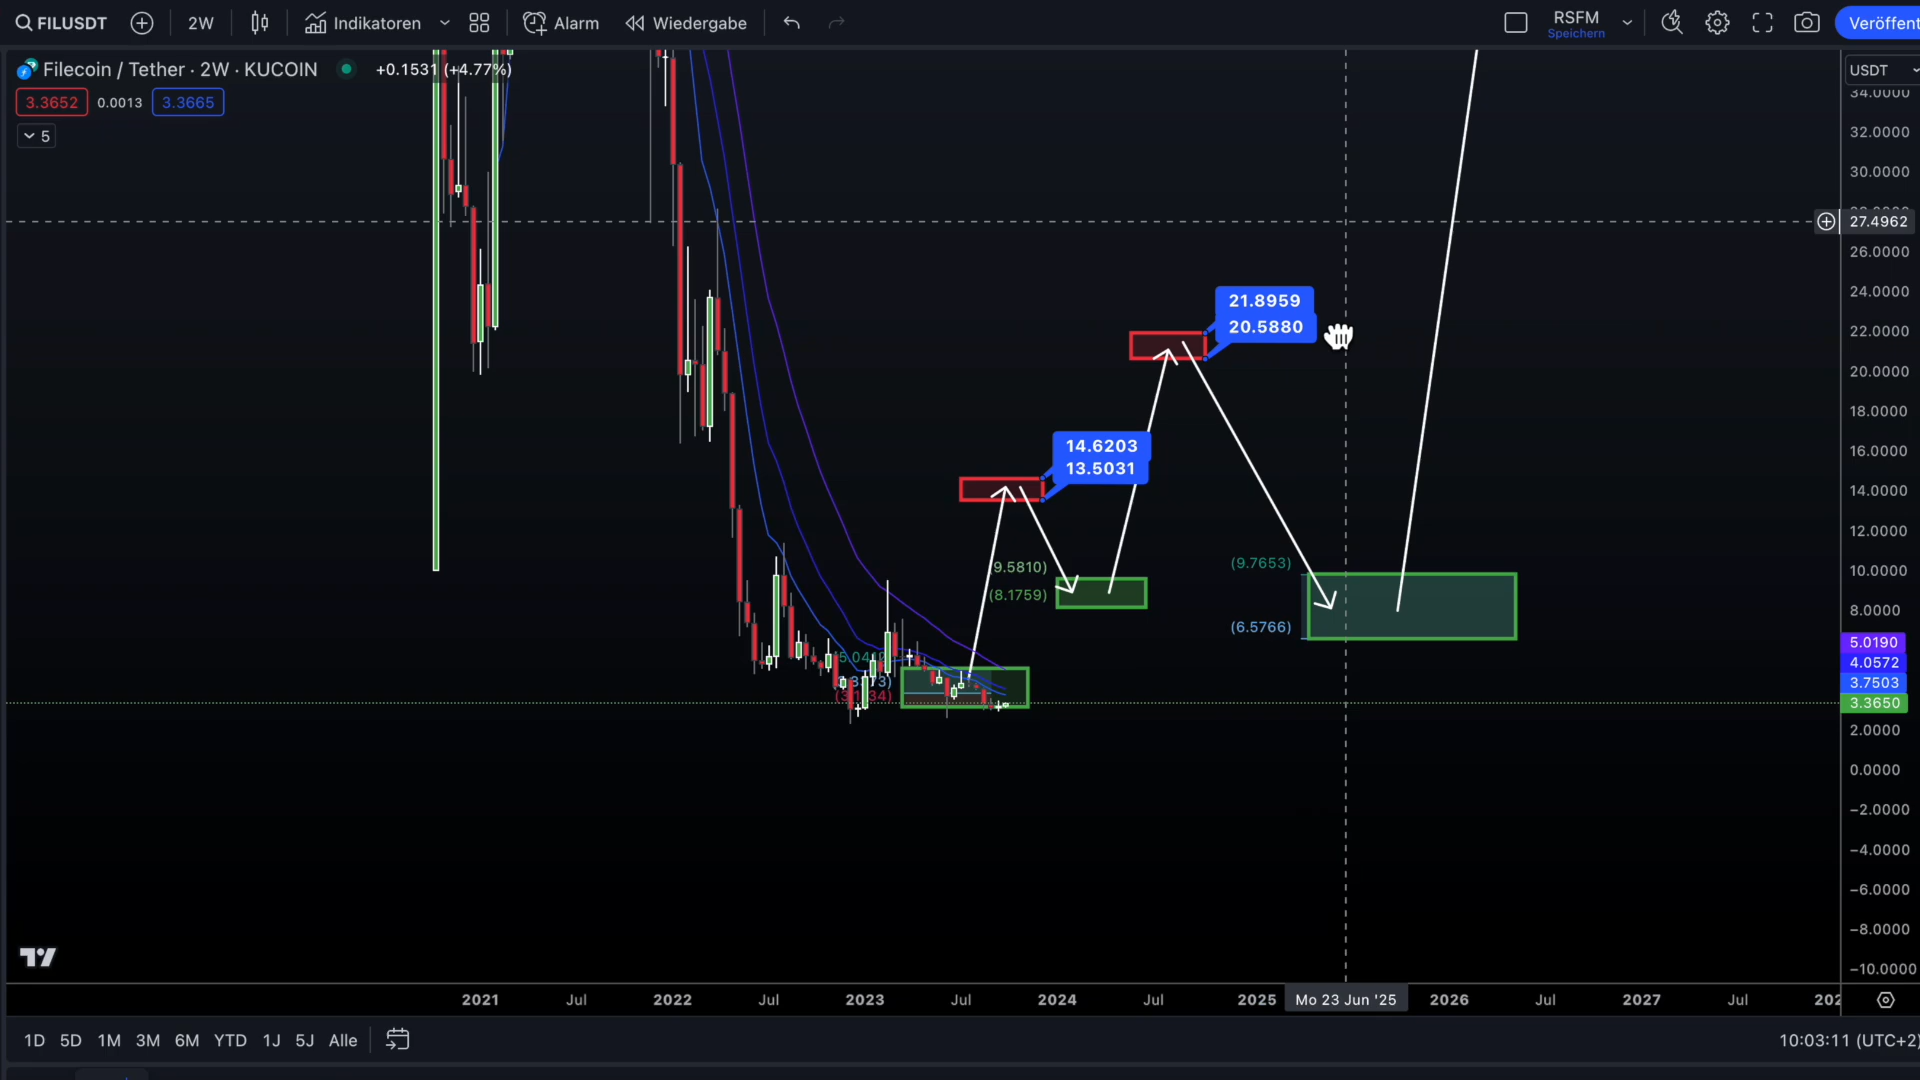 FILUSDT
2W
Indikatoren
Alarm
Wiedergabe
RSFM
Speichern
Filecoin / Tether · 2W · KUCOIN
+0.1531 (+4.77%)
3.3652
0.0013
3.3665
5
USDT
34.0000
32.0000
30.0000
27.4962
26.0000
24.0000
22.0000
20.0000
18.0000
16.0000
14.0000
12.0000
10.0000
8.0000
5.0190
4.0572
3.7503
3.3650
2.0000
0.0000
−2.0000
−4.0000
−6.0000
−8.0000
−10.0000
21.8959
20.5880
14.6203
13.5031
(9.5810)
(8.1759)
(9.7653)
(6.5766)
2021
Jul
2022
Jul
2023
Jul
2024
Jul
2025
Mo 23 Jun '25
2026
Jul
2027
Jul
1D
5D
1M
3M
6M
YTD
1J
5J
Alle
10:03:11 (UTC+2)